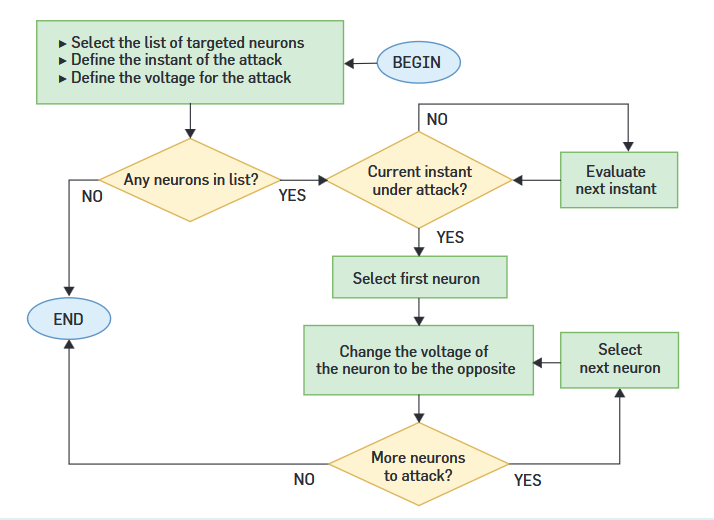 ► Select the list of targeted neurons
► Define the instant of the attack
► Define the voltage for the attack
BEGIN
NO
Any neurons in list?
NO
YES
Current instant
under attack?
Evaluate
next instant
YES
Select first neuron
END
Change the voltage of
the neuron to be the opposite
Select
next neuron
More neurons
to attack?
NO
YES